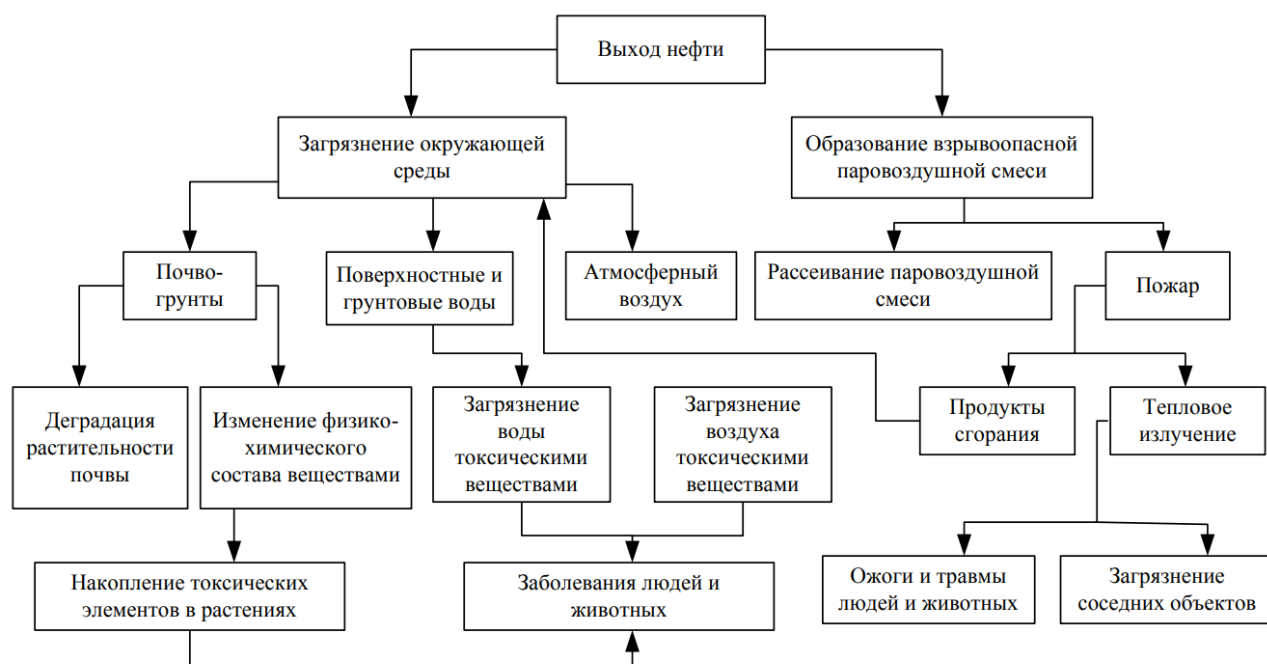 Выход нефти
Загрязнение окружающей
среды
Образование взрывоопасной
паровоздушной смеси
Почво-
грунты
Поверхностные и
грунтовые воды
Атмосферный
воздух
Рассеивание паровоздушной
смеси
Пожар
Деградация
растительности
почвы
Изменение физико-
химического
состава веществами
Загрязнение
воды
токсическими
веществами
Загрязнение
воздуха
токсическими
веществами
Продукты
сгорания
Тепловое
излучение
Накопление токсических
элементов в растениях
Заболевания людей и
животных
Ожоги и травмы
людей и животных
Загрязнение
соседних объектов